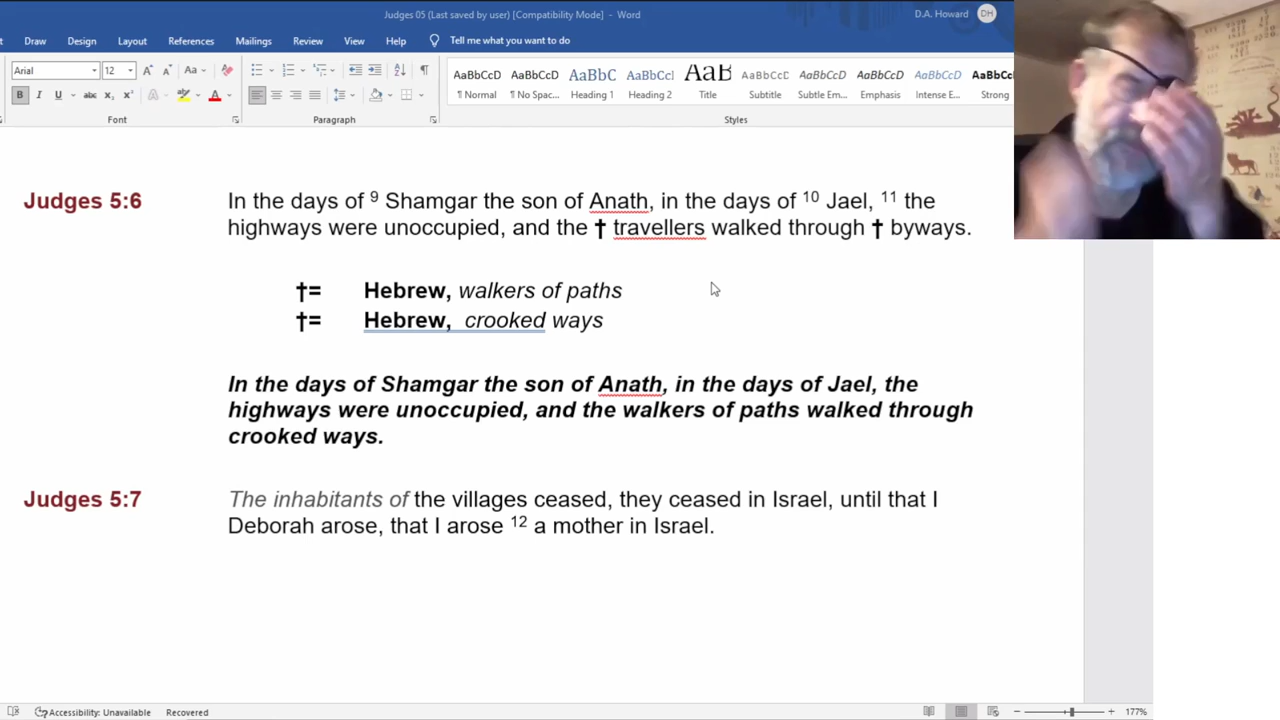 Judges 05 (Last saved by user) [Compatibility Mode] - Word
D.A. Howard DH
Draw Design Layout References Mailings Review View Help Tell me what you want to do
Arial 12
AaBbCcD AaBbCcD AaBbC AaBbCcI AaB AaBbCcD AaBbCcD AaBbCcD AaBbCcD AaBbCc
¶ Normal ¶ No Spac... Heading 1 Heading 2 Title Subtitle Subtle Em... Emphasis Intense E... Strong
Font Paragraph Styles
Judges 5:6 In the days of 9 Shamgar the son of Anath, in the days of 10 Jael, 11 the
highways were unoccupied, and the † travellers walked through † byways.
†= Hebrew, walkers of paths
†= Hebrew, crooked ways
In the days of Shamgar the son of Anath, in the days of Jael, the
highways were unoccupied, and the walkers of paths walked through
crooked ways.
Judges 5:7 The inhabitants of the villages ceased, they ceased in Israel, until that I
Deborah arose, that I arose 12 a mother in Israel.
Accessibility: Unavailable Recovered 177%